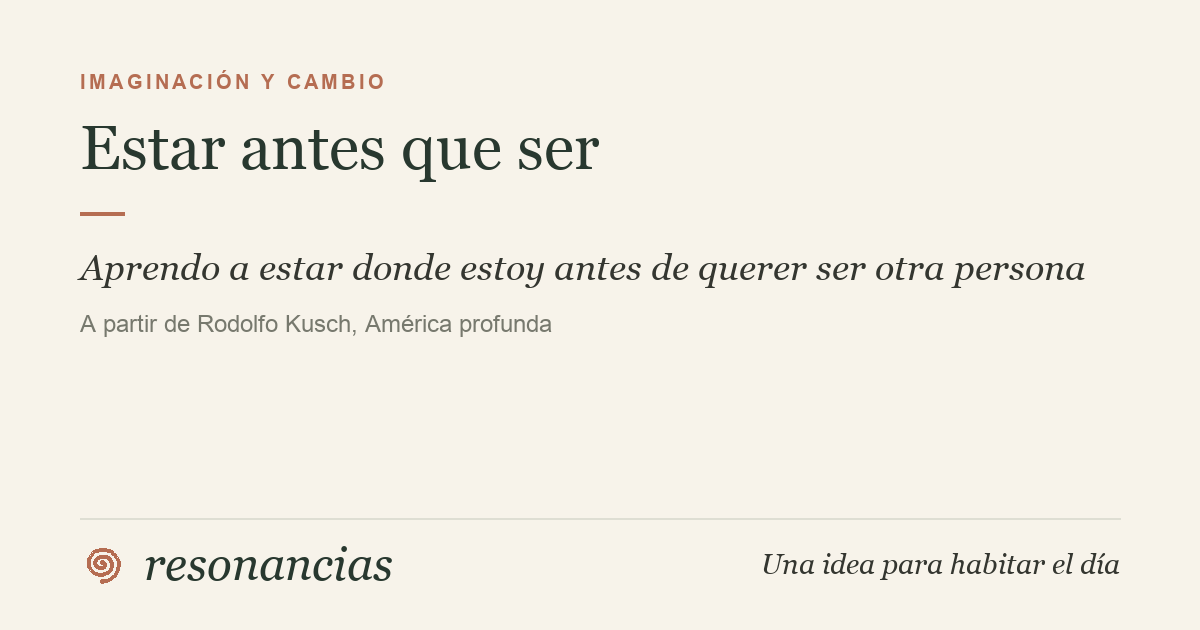 IMAGINACIÓN Y CAMBIO
Estar antes que ser
Aprendo a estar donde estoy antes de querer ser otra persona
A partir de Rodolfo Kusch, América profunda
resonancias
Una idea para habitar el día